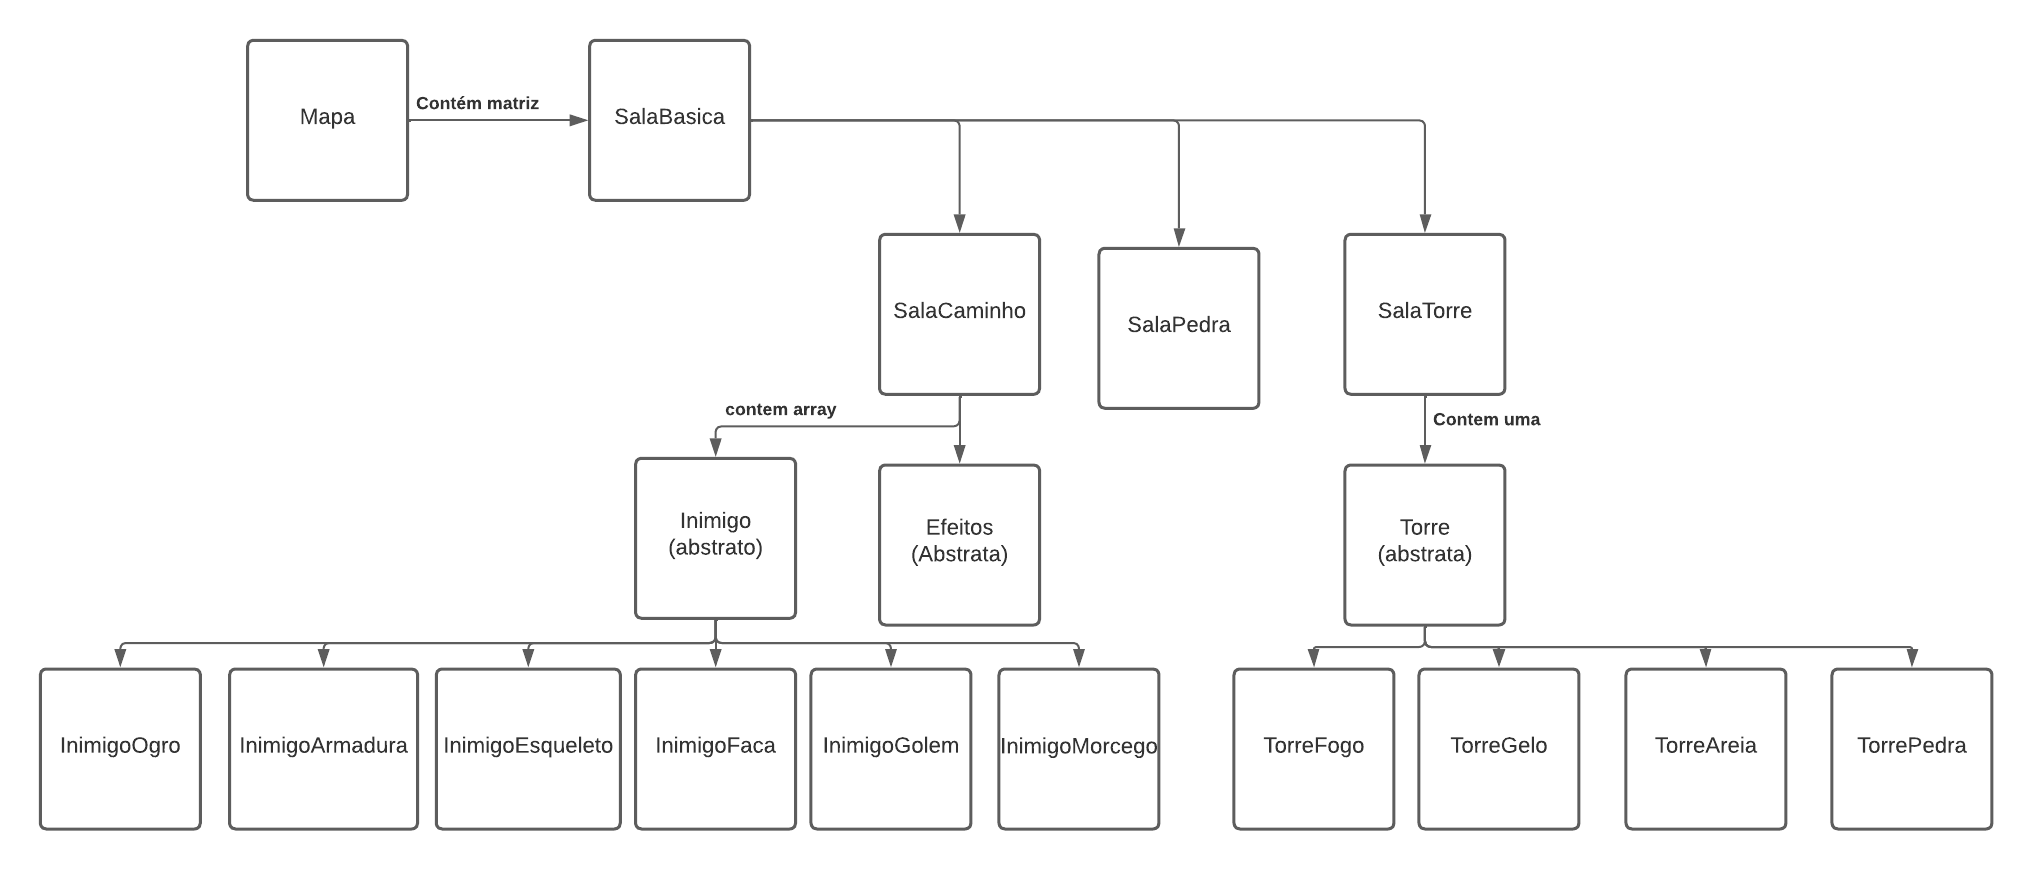 Mapa
Contém matriz
SalaBasica
SalaCaminho
SalaPedra
SalaTorre
contem array
Contem uma
Inimigo
(abstrato)
Efeitos
(Abstrata)
Torre
(abstrata)
InimigoOgro
InimigoArmadura
InimigoEsqueleto
InimigoFaca
InimigoGolem
InimigoMorcego
TorreFogo
TorreGelo
TorreAreia
TorrePedra